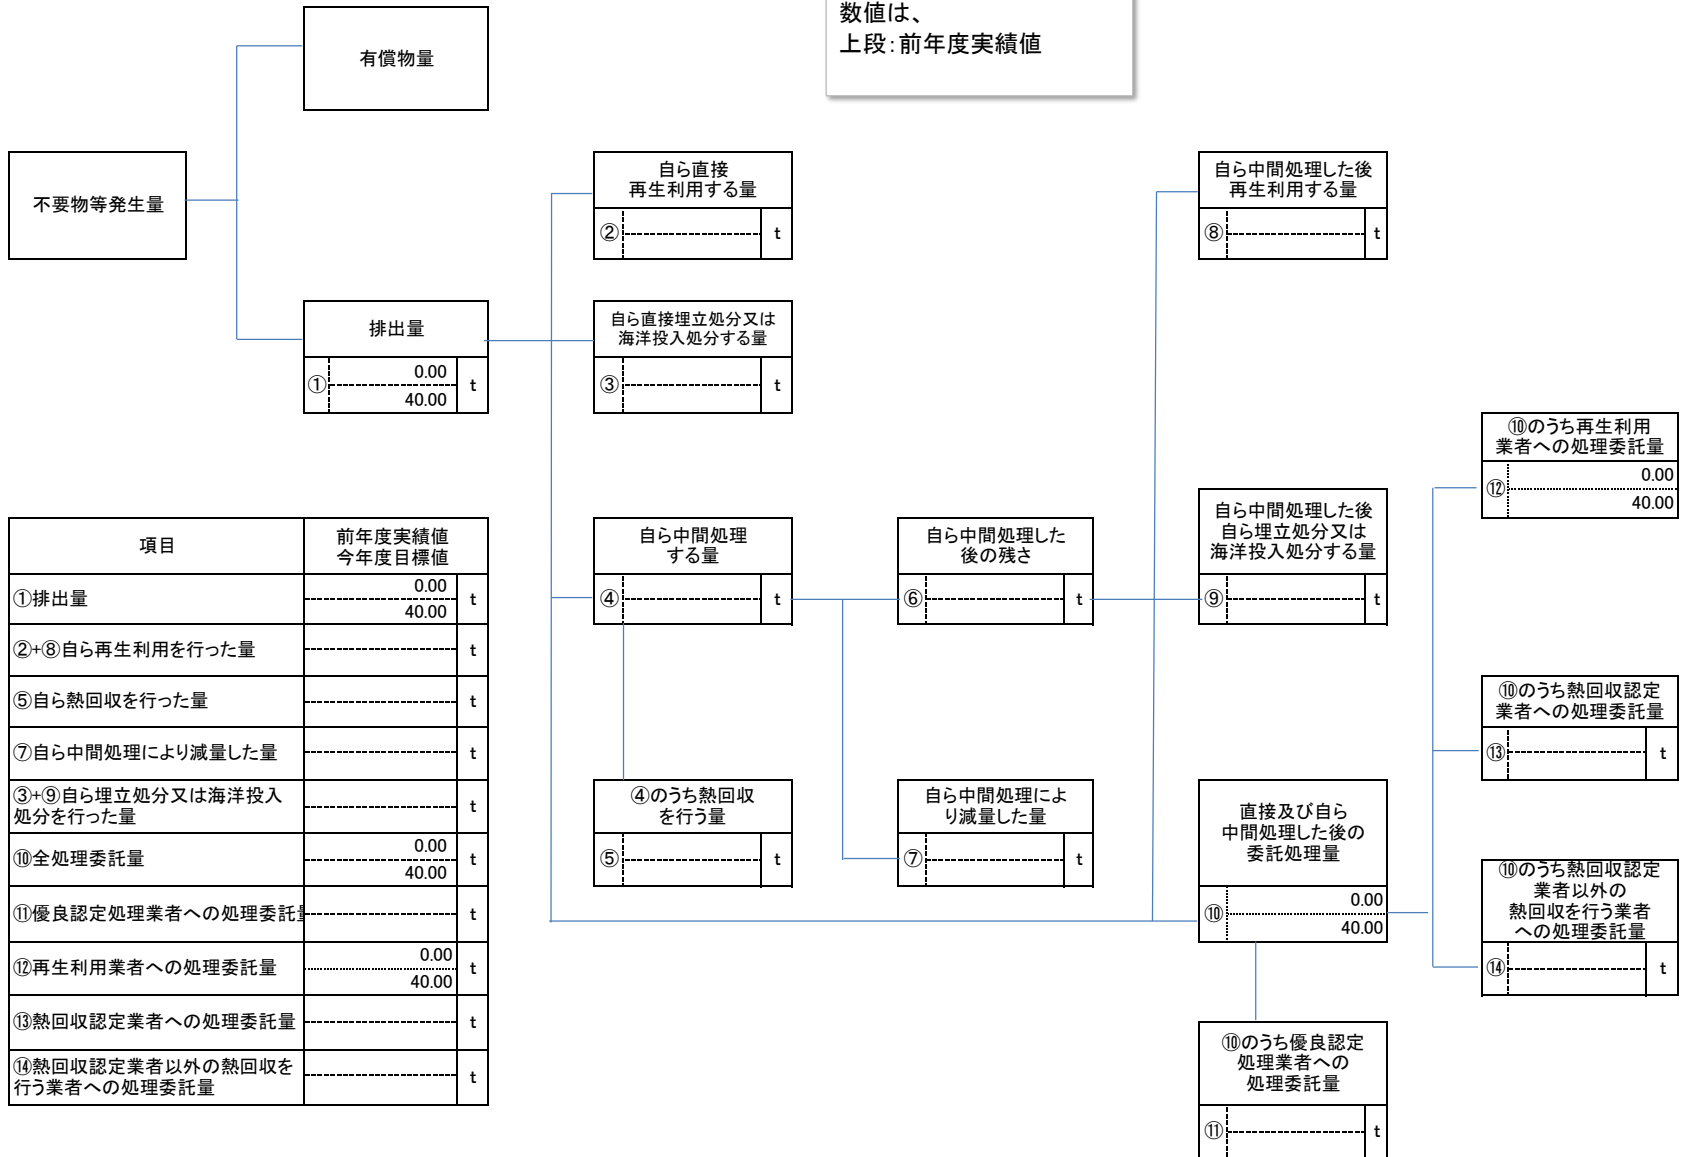 数値は、
上段：前年度実績値
有償物量
不要物等発生量
自ら直接
再生利用する量
② t
自ら中間処理した後
再生利用する量
⑧ t
排出量
0.00
① t
40.00
自ら直接埋立処分又は
海洋投入処分する量
③ t
⑩のうち再生利用
業者への処理委託量
0.00
⑫
40.00
自ら中間処理
する量
④ t
自ら中間処理した
後の残さ
⑥ t
自ら中間処理した後
自ら埋立処分又は
海洋投入処分する量
⑨ t
⑩のうち熱回収認定
業者への処理委託量
⑬ t
④のうち熱回収
を行う量
⑤ t
自ら中間処理によ
り減量した量
⑦ t
直接及び自ら
中間処理した後の
委託処理量
0.00
⑩
40.00
⑩のうち熱回収認定
業者以外の
熱回収を行う業者
への処理委託量
⑭ t
⑩のうち優良認定
処理業者への
処理委託量
⑪ t
項目
前年度実績値
今年度目標値
①排出量
0.00
40.00
t
②+⑧自ら再生利用を行った量 t
⑤自ら熱回収を行った量 t
⑦自ら中間処理により減量した量 t
③+⑨自ら埋立処分又は海洋投入
処分を行った量
t
⑩全処理委託量
0.00
40.00
t
⑪優良認定処理業者への処理委託 t
⑫再生利用業者への処理委託量
0.00
40.00
t
⑬熱回収認定業者への処理委託量 t
⑭熱回収認定業者以外の熱回収を
行う業者への処理委託量
t